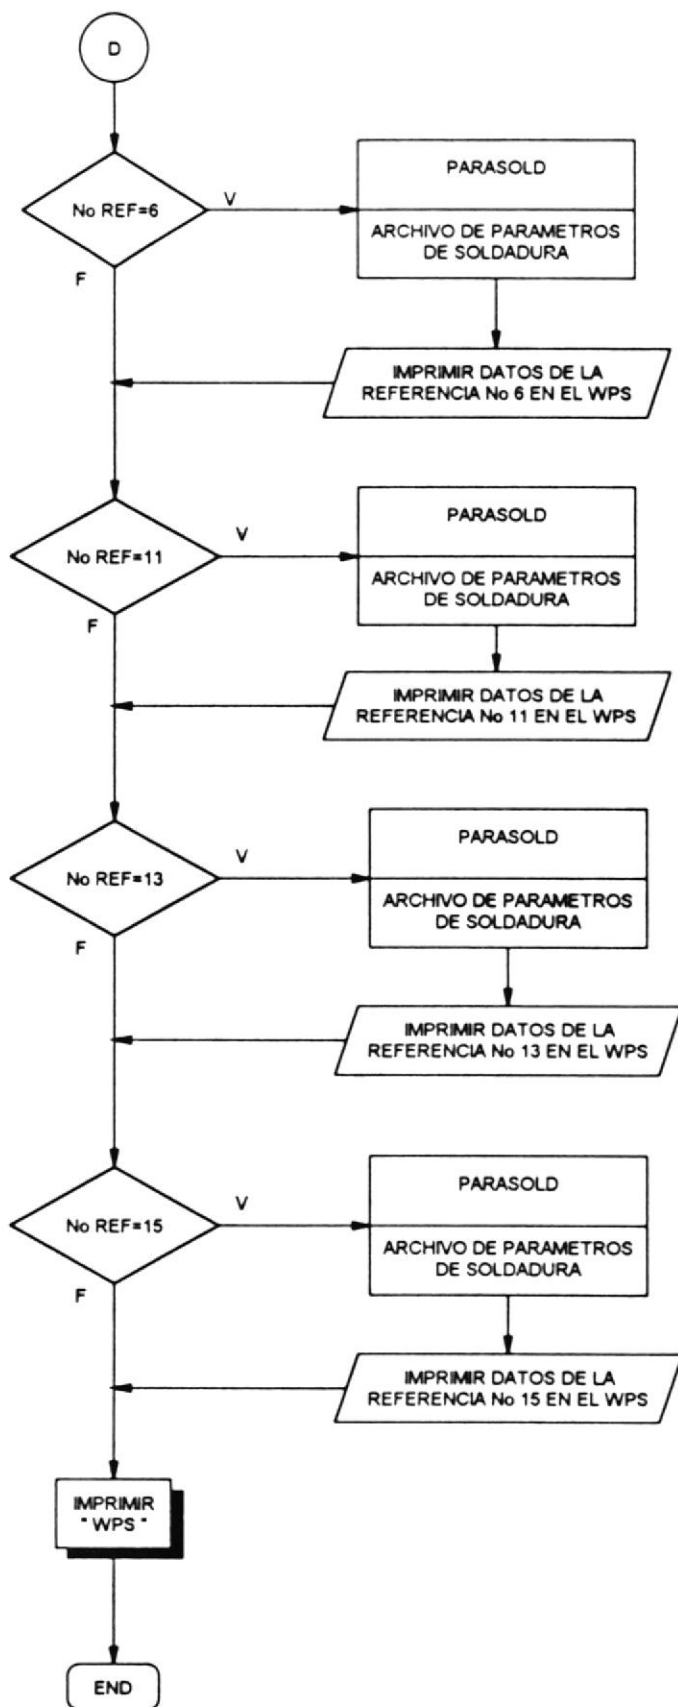 D
No REF=6
V
F
PARASOLD
ARCHIVO DE PARAMETROS
DE SOLDADURA
IMPRIMIR DATOS DE LA
REFERENCIA No 6 EN EL WPS
No REF=11
V
F
PARASOLD
ARCHIVO DE PARAMETROS
DE SOLDADURA
IMPRIMIR DATOS DE LA
REFERENCIA No 11 EN EL WPS
No REF=13
V
F
PARASOLD
ARCHIVO DE PARAMETROS
DE SOLDADURA
IMPRIMIR DATOS DE LA
REFERENCIA No 13 EN EL WPS
No REF=15
V
F
PARASOLD
ARCHIVO DE PARAMETROS
DE SOLDADURA
IMPRIMIR DATOS DE LA
REFERENCIA No 15 EN EL WPS
IMPRIMIR
" WPS "
END